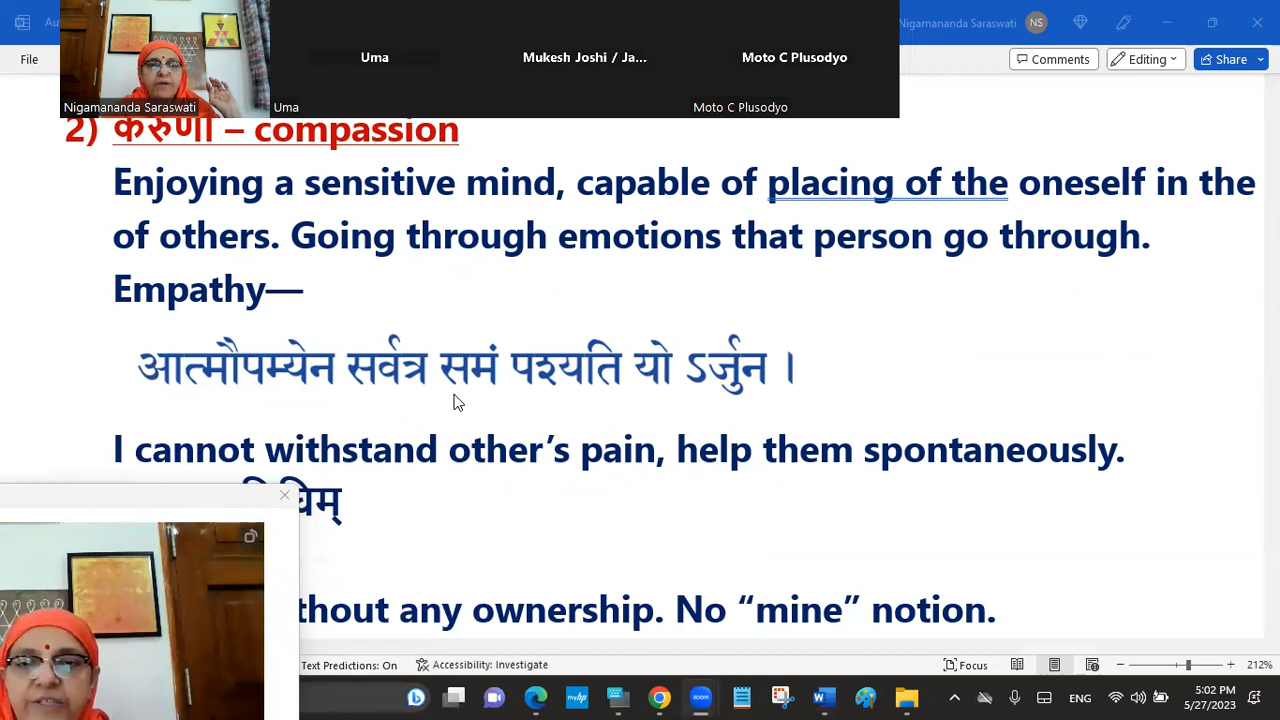 Nigamananda Saraswati NS
Uma
Mukesh Joshi / Ja...
Moto C Plusodyo
Nigamananda Saraswati
Uma
Moto C Plusodyo
File
Comments
Editing
Share
2) करुणा – compassion
Enjoying a sensitive mind, capable of placing of the oneself in the
of others. Going through emotions that person go through.
Empathy—
आत्मौपम्येन सर्वत्र समं पश्यति यो ऽर्जुन ।
I cannot withstand other’s pain, help them spontaneously.
ownership. No “mine” notion.
Text Predictions: On
Accessibility: Investigate
Focus
212%
ENG
5:02 PM
5/27/2023